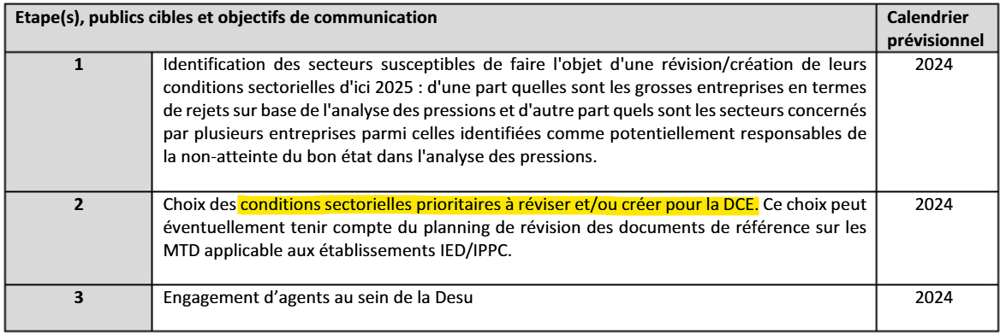 Etape(s), publics cibles et objectifs de communication
Calendrier
prévisionnel
1
Identification des secteurs susceptibles de faire l'objet d'une révision/création de leurs
conditions sectorielles d'ici 2025 : d'une part quelles sont les grosses entreprises en termes
de rejets sur base de l'analyse des pressions et d'autre part quels sont les secteurs concernés
par plusieurs entreprises parmi celles identifiées comme potentiellement responsables de
la non-atteinte du bon état dans l'analyse des pressions.
2024
2
Choix des conditions sectorielles prioritaires à réviser et/ou créer pour la DCE. Ce choix peut
éventuellement tenir compte du planning de révision des documents de référence sur les
MTD applicable aux établissements IED/IPPC.
2024
3
Engagement d’agents au sein de la Desu
2024